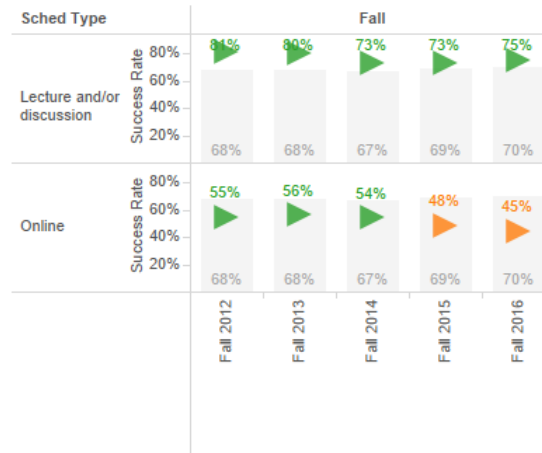 Sched Type
Fall
Lecture and/or
discussion
Success Rate
80%
60%
40%
20%
81%
80%
73%
73%
75%
68%
68%
67%
69%
70%
Online
Success Rate
80%
60%
40%
20%
55%
56%
54%
48%
45%
68%
68%
67%
69%
70%
Fall 2012
Fall 2013
Fall 2014
Fall 2015
Fall 2016